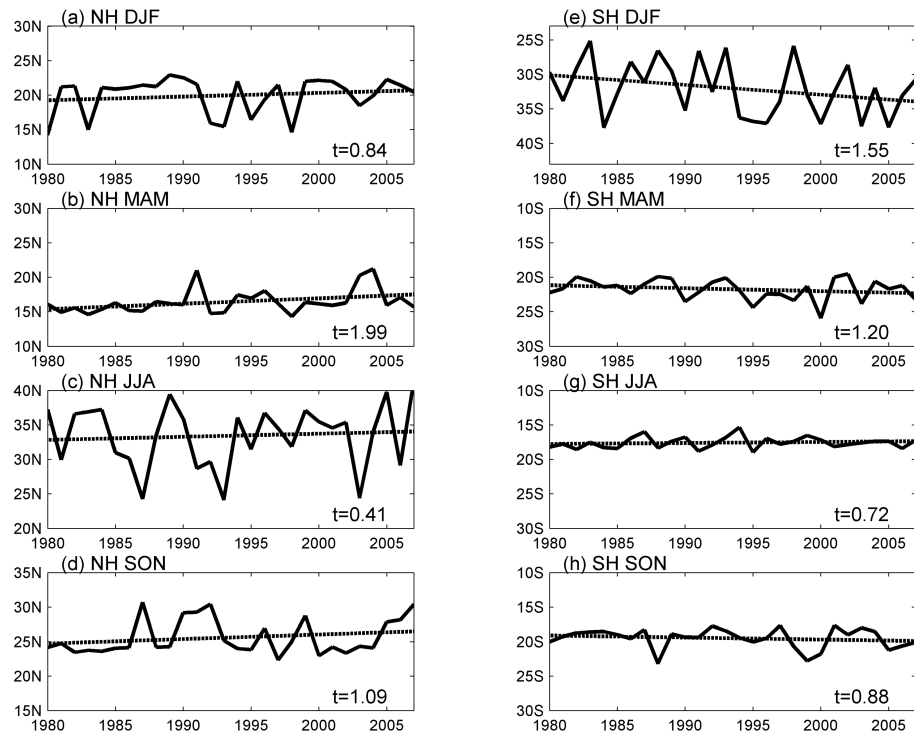 (a) NH DJF
30N
25N
20N
15N
10N
t=0.84
1980 1985 1990 1995 2000 2005
(b) NH MAM
30N
25N
20N
15N
10N
t=1.99
1980 1985 1990 1995 2000 2005
(c) NH JJA
40N
35N
30N
25N
20N
t=0.41
1980 1985 1990 1995 2000 2005
(d) NH SON
35N
30N
25N
20N
15N
t=1.09
1980 1985 1990 1995 2000 2005
(e) SH DJF
25S
30S
35S
40S
t=1.55
1980 1985 1990 1995 2000 2005
(f) SH MAM
10S
15S
20S
25S
30S
t=1.20
1980 1985 1990 1995 2000 2005
(g) SH JJA
10S
15S
20S
25S
30S
t=0.72
1980 1985 1990 1995 2000 2005
(h) SH SON
10S
15S
20S
25S
30S
t=0.88
1980 1985 1990 1995 2000 2005